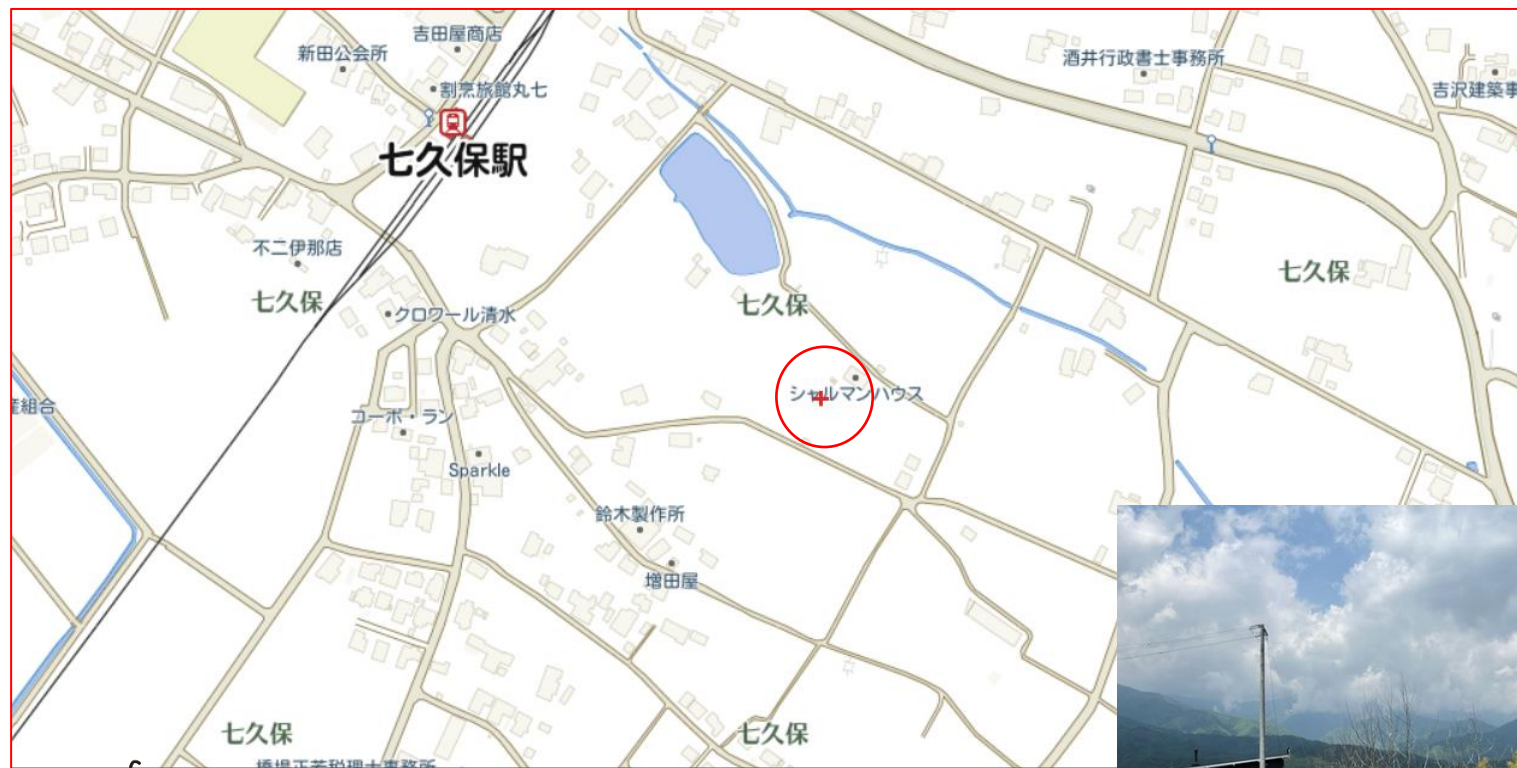 吉田屋商店
新田公会所
酒井行政書士事務所
割烹旅館丸七
吉沢建築事
七久保駅
不二伊那店
七久保
七久保
七久保
クロワール清水
シャルマンハウス
産組合
コーポ・ラン
Sparkle
鈴木製作所
増田屋
七久保
七久保